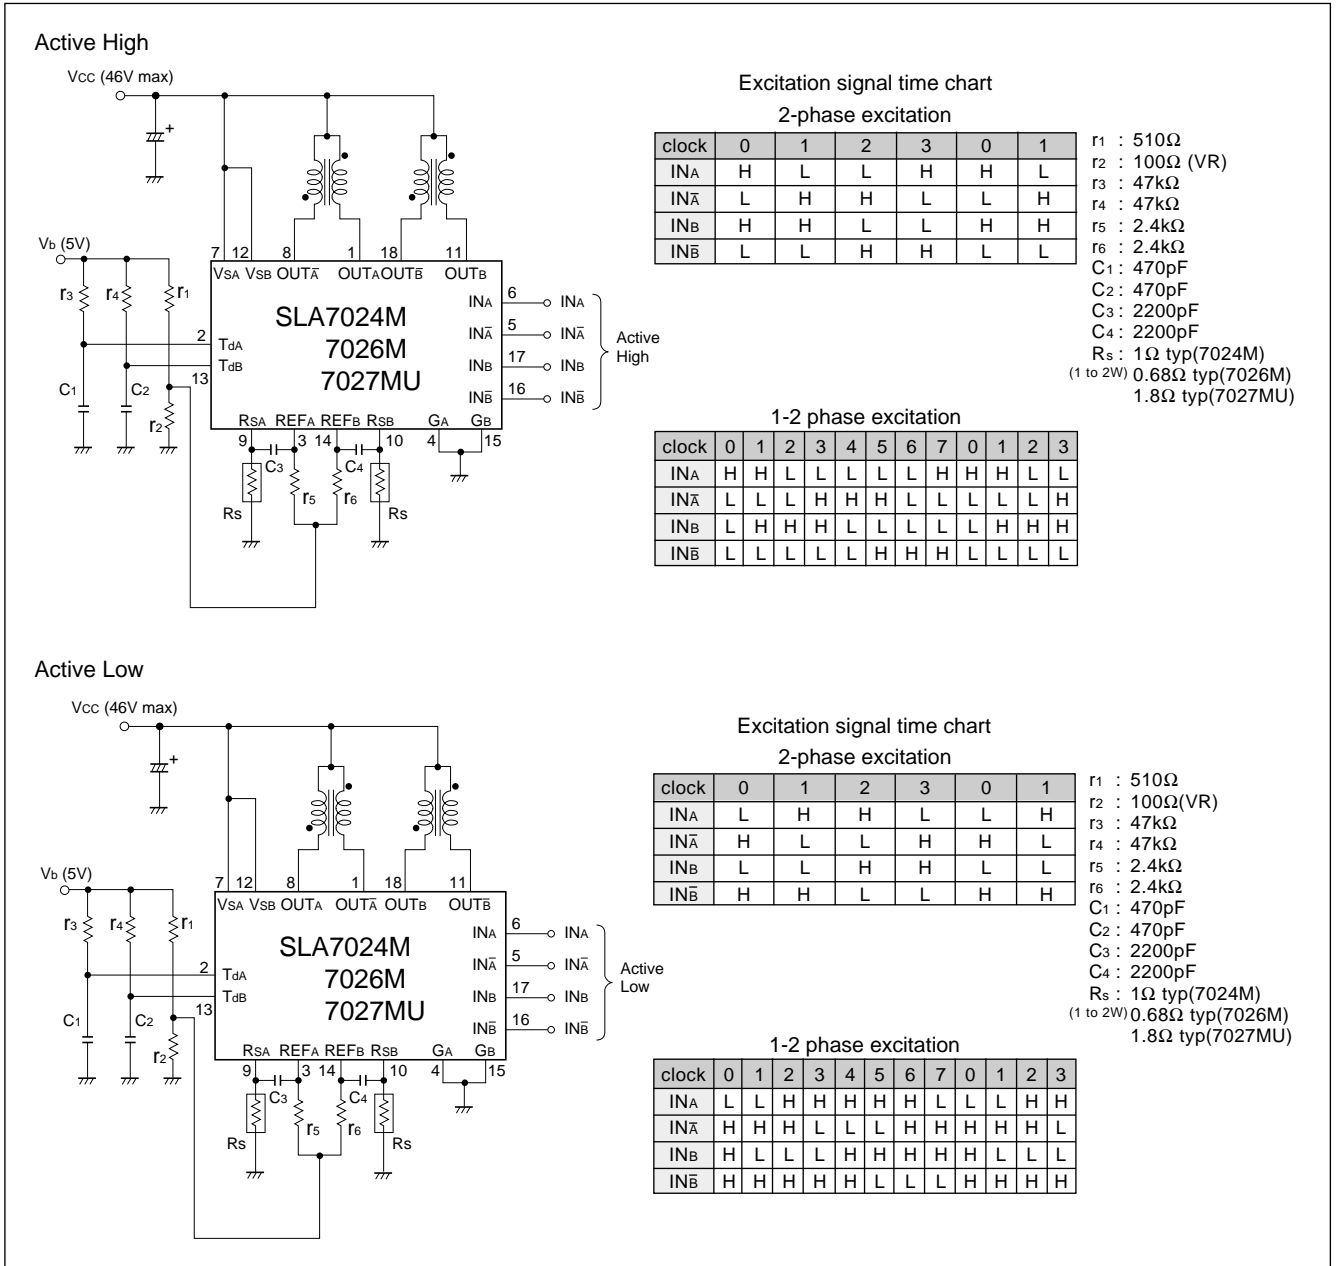 Active High
Vcc (46V max)
+
Vb (5V)
r3 r4 r1
7 12 8 1 18 11
VSA VSB OUTA̅ OUTA OUTB̅ OUTB
SLA7024M
7026M
7027MU
2 TdA
TdB
13
C1 C2
r2
INA 6 INA
INA̅ 5 INA̅
INB 17 INB
INB̅ 16 INB̅
Active
High
RSA REFA REFB RSB GA GB
9 3 14 10 4 15
C3 C4
r5 r6
Rs Rs
Excitation signal time chart
2-phase excitation
clock 0 1 2 3 0 1
INA H L L H H L
INA̅ L H H L L H
INB H H L L H H
INB̅ L L H H L L
r1 : 510Ω
r2 : 100Ω (VR)
r3 : 47kΩ
r4 : 47kΩ
r5 : 2.4kΩ
r6 : 2.4kΩ
C1 : 470pF
C2 : 470pF
C3 : 2200pF
C4 : 2200pF
Rs : 1Ω typ(7024M)
(1 to 2W) 0.68Ω typ(7026M)
1.8Ω typ(7027MU)
1-2 phase excitation
clock 0 1 2 3 4 5 6 7 0 1 2 3
INA H H L L L L L H H H L L
INA̅ L L L H H H L L L L L H
INB L H H H L L L L L H H H
INB̅ L L L L L H H H L L L L
Active Low
Vcc (46V max)
+
Vb (5V)
r3 r4 r1
7 12 8 1 18 11
VSA VSB OUTA OUTA̅ OUTB OUTB̅
SLA7024M
7026M
7027MU
2 TdA
TdB
13
C1 C2
r2
INA 6 INA
INA̅ 5 INA̅
INB 17 INB
INB̅ 16 INB̅
Active
Low
RSA REFA REFB RSB GA GB
9 3 14 10 4 15
C3 C4
r5 r6
Rs Rs
Excitation signal time chart
2-phase excitation
clock 0 1 2 3 0 1
INA L H H L L H
INA̅ H L L H H L
INB L L H H L L
INB̅ H H L L H H
r1 : 510Ω
r2 : 100Ω(VR)
r3 : 47kΩ
r4 : 47kΩ
r5 : 2.4kΩ
r6 : 2.4kΩ
C1 : 470pF
C2 : 470pF
C3 : 2200pF
C4 : 2200pF
Rs : 1Ω typ(7024M)
(1 to 2W) 0.68Ω typ(7026M)
1.8Ω typ(7027MU)
1-2 phase excitation
clock 0 1 2 3 4 5 6 7 0 1 2 3
INA L L H H H H H L L L H H
INA̅ H H H L L L H H H H H L
INB H L L L H H H H H L L L
INB̅ H H H H H L L L H H H H